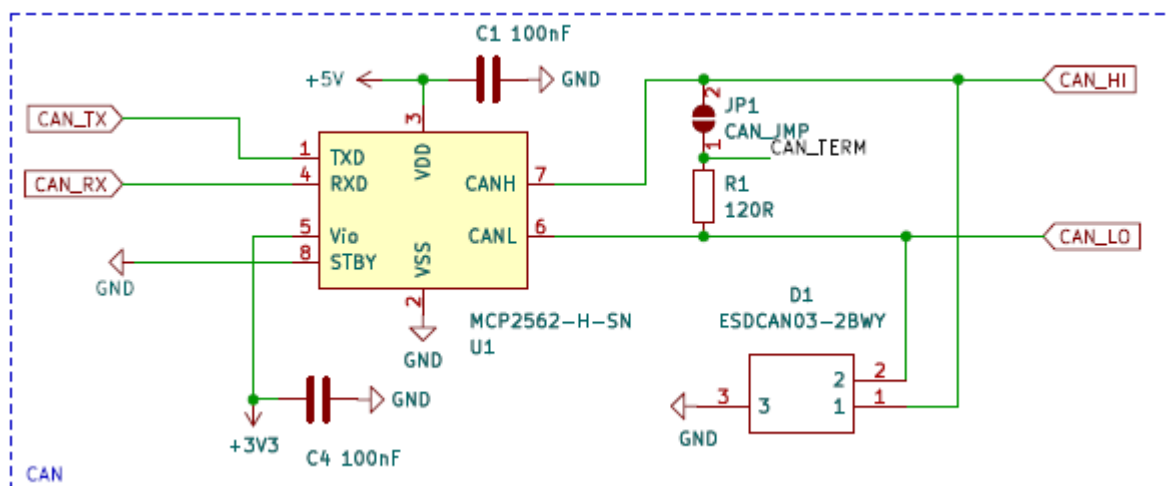 C1 100nF
+5V
GND
CAN_HI
CAN_TX
3
2
JP1
CAN_JMP
1
TXD
VDD
1
CAN_TERM
CAN_RX
4
RXD
CANH
7
R1
120R
5
Vio
CANL
6
CAN_LO
8
STBY
VSS
GND
2
D1
MCP2562-H-SN
ESDCAN03-2BWY
U1
GND
2
2
3
3
1
1
GND
GND
+3V3
C4 100nF
CAN